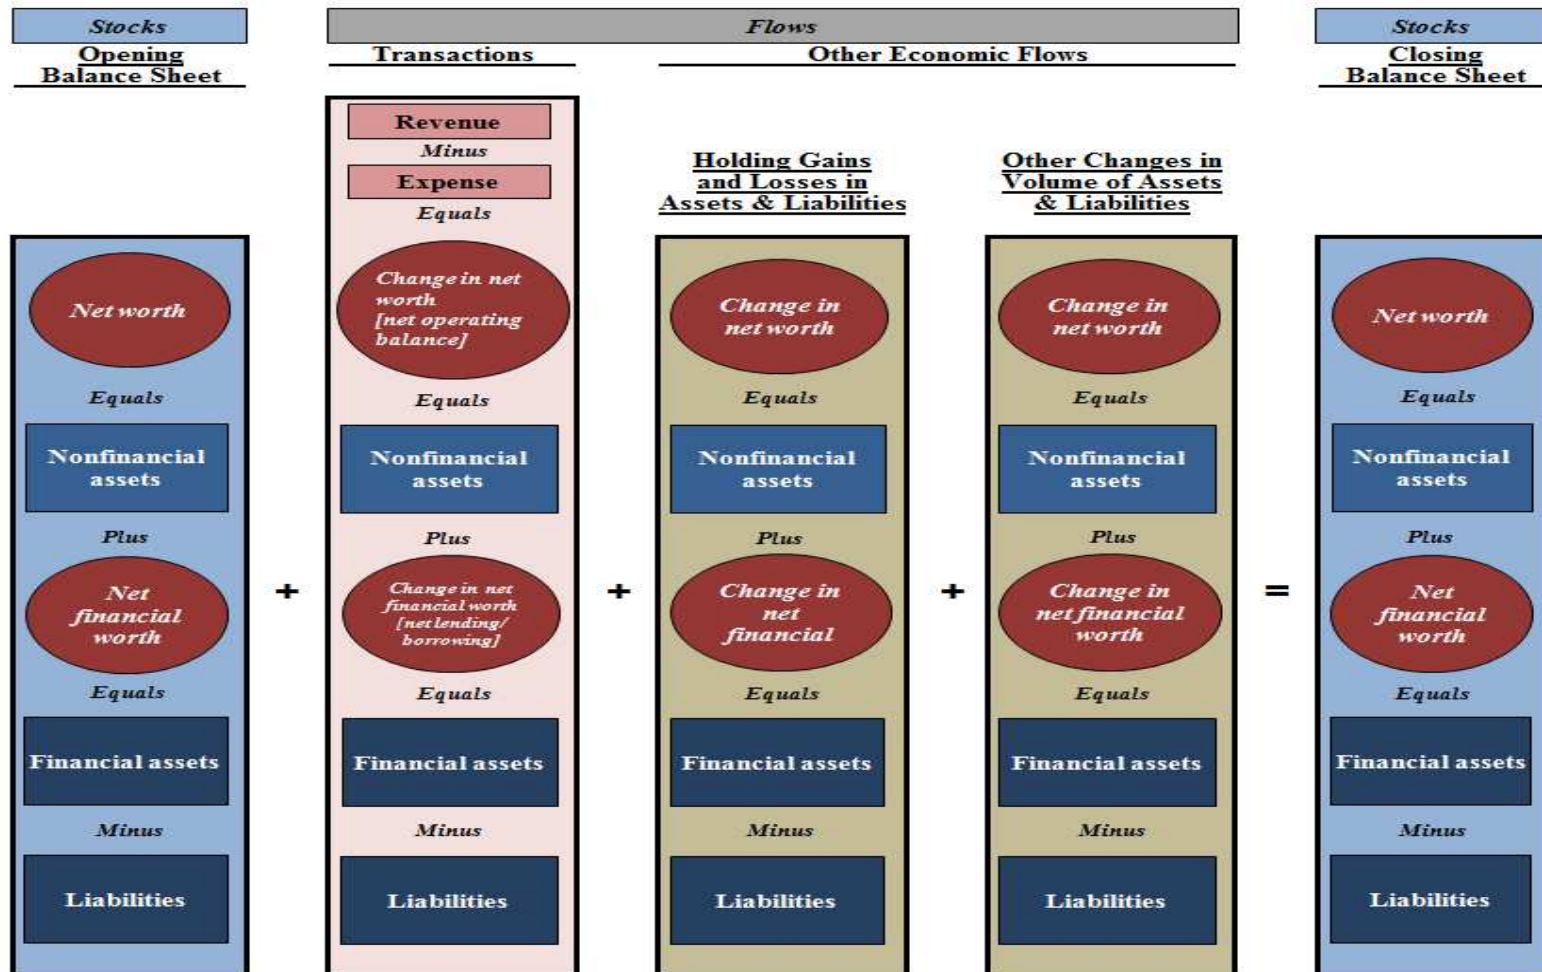 Stocks
Opening
Balance Sheet
Net worth
Equals
Nonfinancial
assets
Plus
Net
financial
worth
Equals
Financial assets
Minus
Liabilities
+
Flows
Transactions
Revenue
Minus
Expense
Equals
Change in net
worth
[net operating
balance]
Equals
Nonfinancial
assets
Plus
Change in net
financial worth
[net lending/
borrowing]
Equals
Financial assets
Minus
Liabilities
+
Other Economic Flows
Holding Gains
and Losses in
Assets & Liabilities
Change in
net worth
Equals
Nonfinancial
assets
Plus
Change in
net
financial
Equals
Financial assets
Minus
Liabilities
+
Other Changes in
Volume of Assets
& Liabilities
Change in
net worth
Equals
Nonfinancial
assets
Plus
Change in
net financial
worth
Equals
Financial assets
Minus
Liabilities
=
Stocks
Closing
Balance Sheet
Net worth
Equals
Nonfinancial
assets
Plus
Net
financial
worth
Equals
Financial assets
Minus
Liabilities